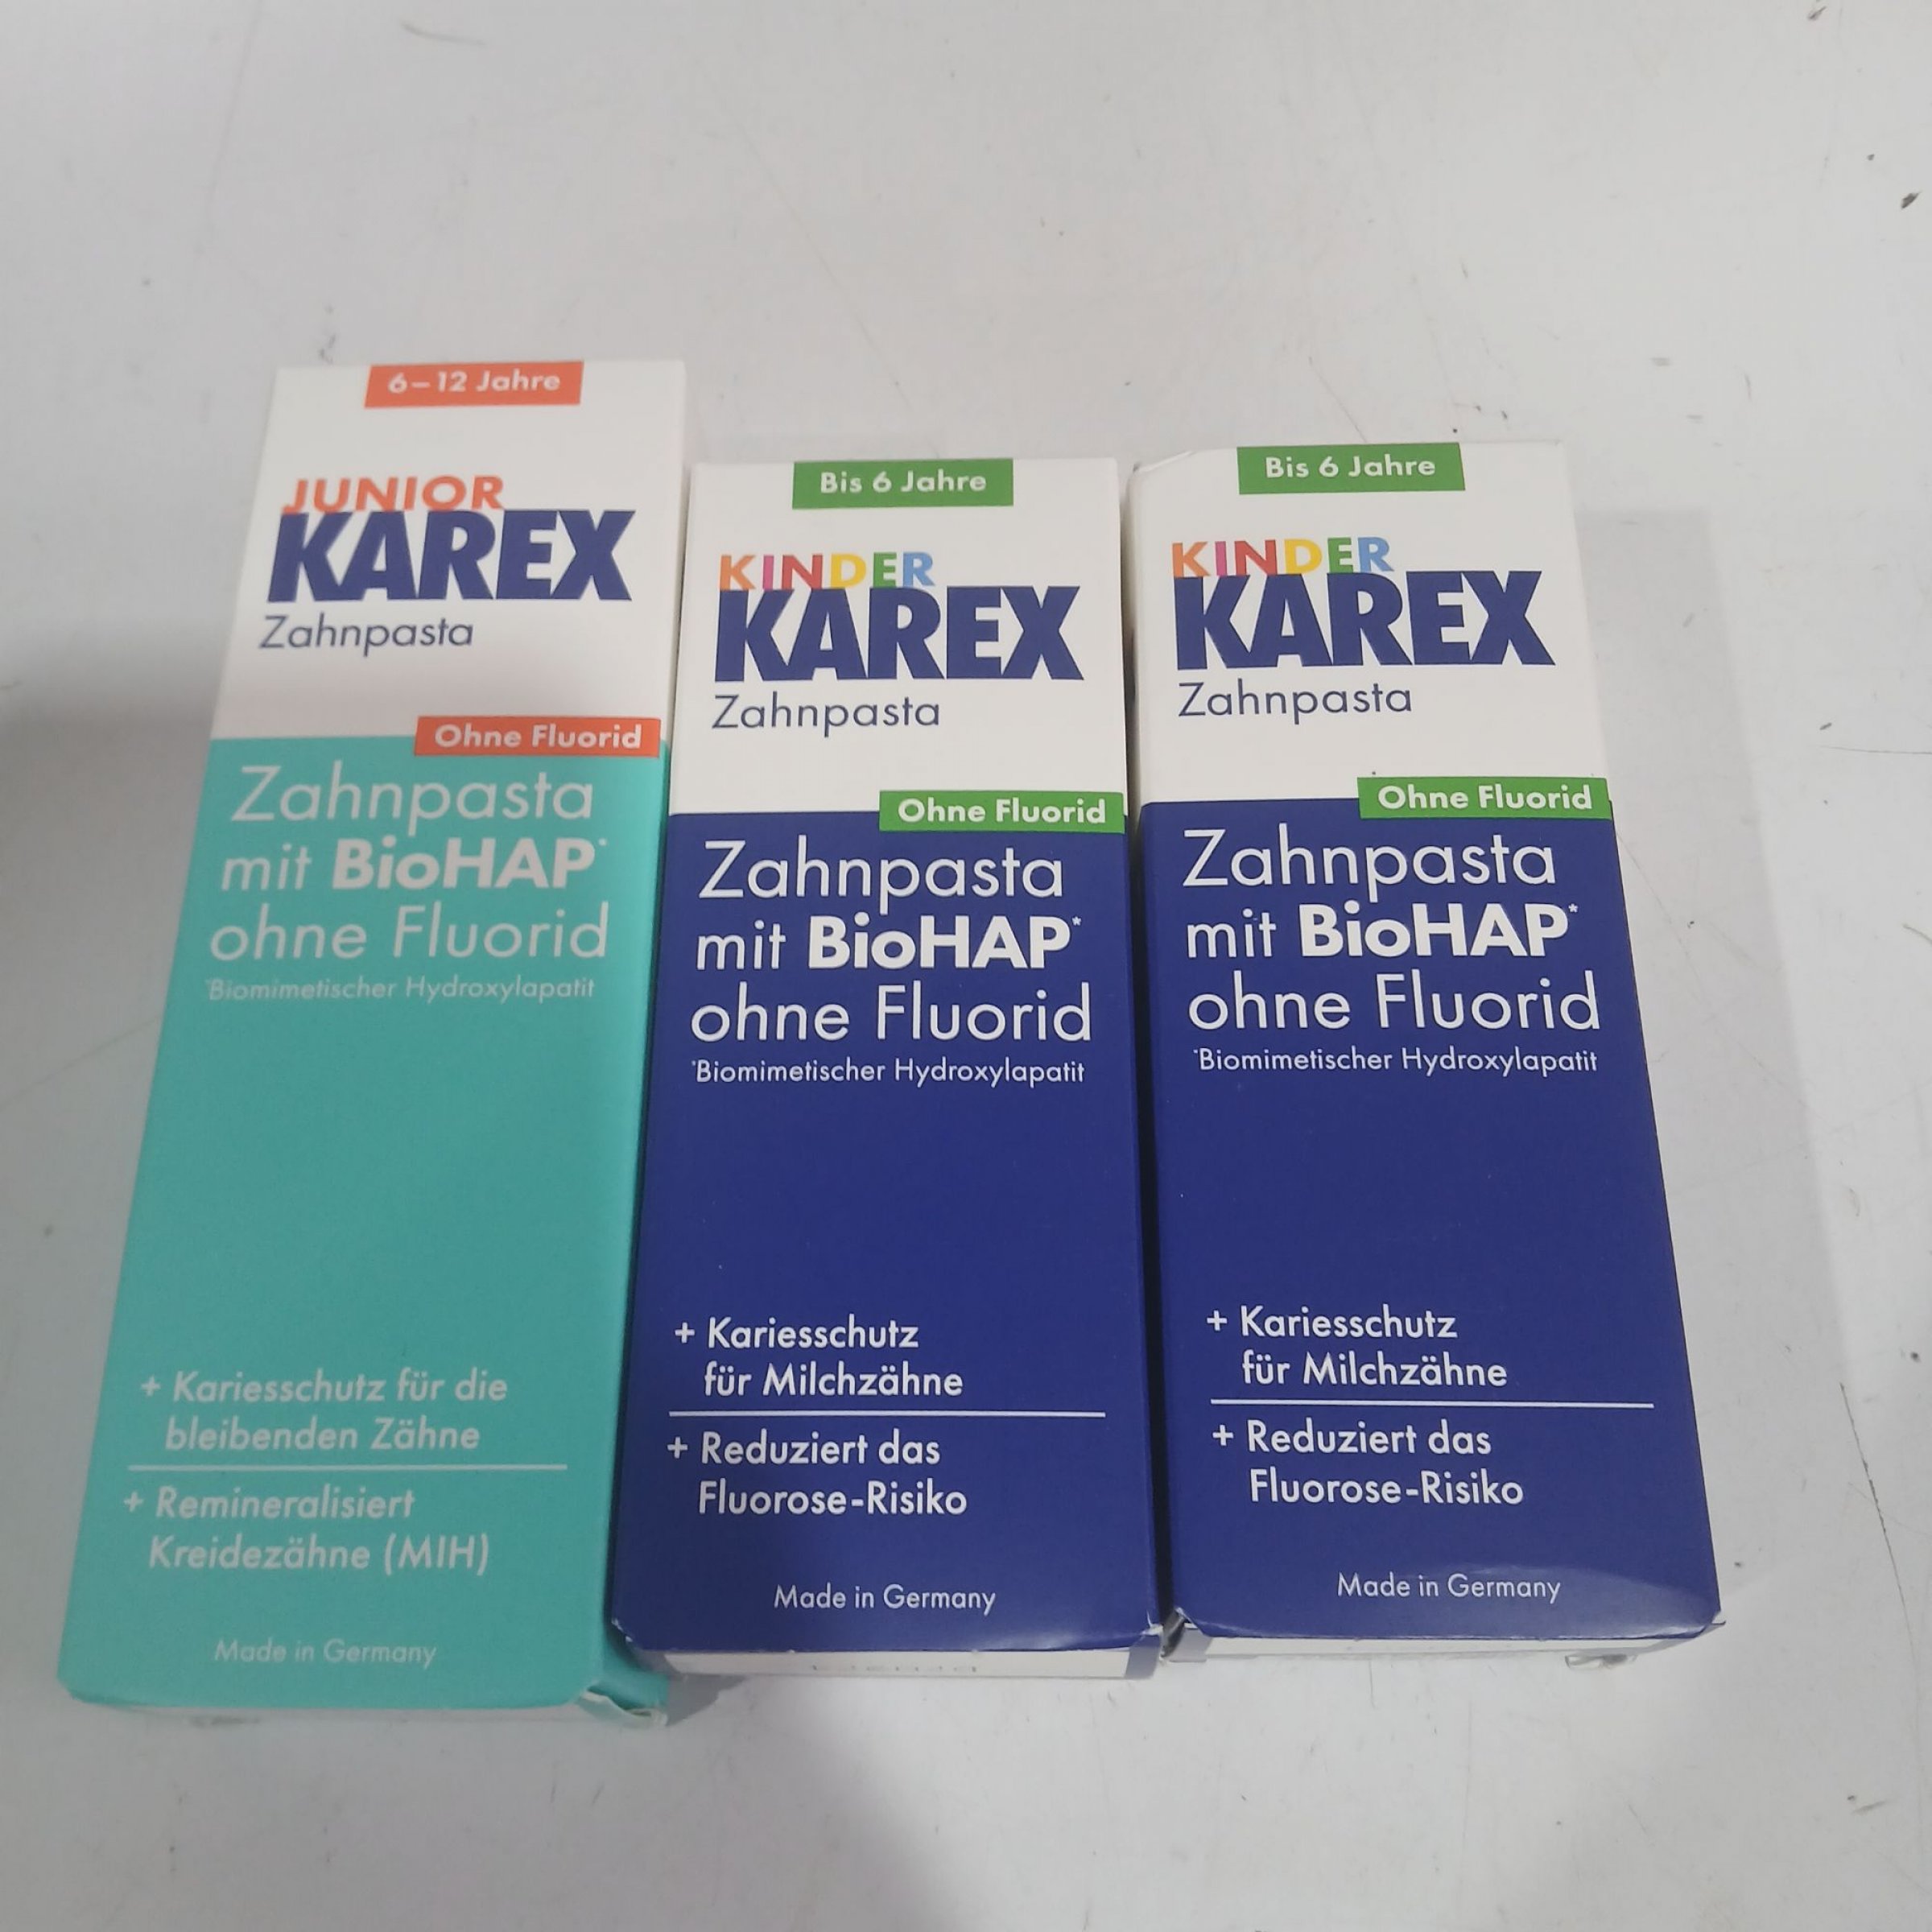 6–12 Jahre
JUNIOR
KAREX
Zahnpasta
Ohne Fluorid
Zahnpasta
mit BioHAP*
ohne Fluorid
*Biomimetischer Hydroxylapatit
+ Kariesschutz für die
bleibenden Zähne
+ Remineralisiert
Kreidezähne (MIH)
Made in Germany
Bis 6 Jahre
KINDER
KAREX
Zahnpasta
Ohne Fluorid
Zahnpasta
mit BioHAP*
ohne Fluorid
*Biomimetischer Hydroxylapatit
+ Kariesschutz
für Milchzähne
+ Reduziert das
Fluorose-Risiko
Made in Germany
Bis 6 Jahre
KINDER
KAREX
Zahnpasta
Ohne Fluorid
Zahnpasta
mit BioHAP*
ohne Fluorid
*Biomimetischer Hydroxylapatit
+ Kariesschutz
für Milchzähne
+ Reduziert das
Fluorose-Risiko
Made in Germany